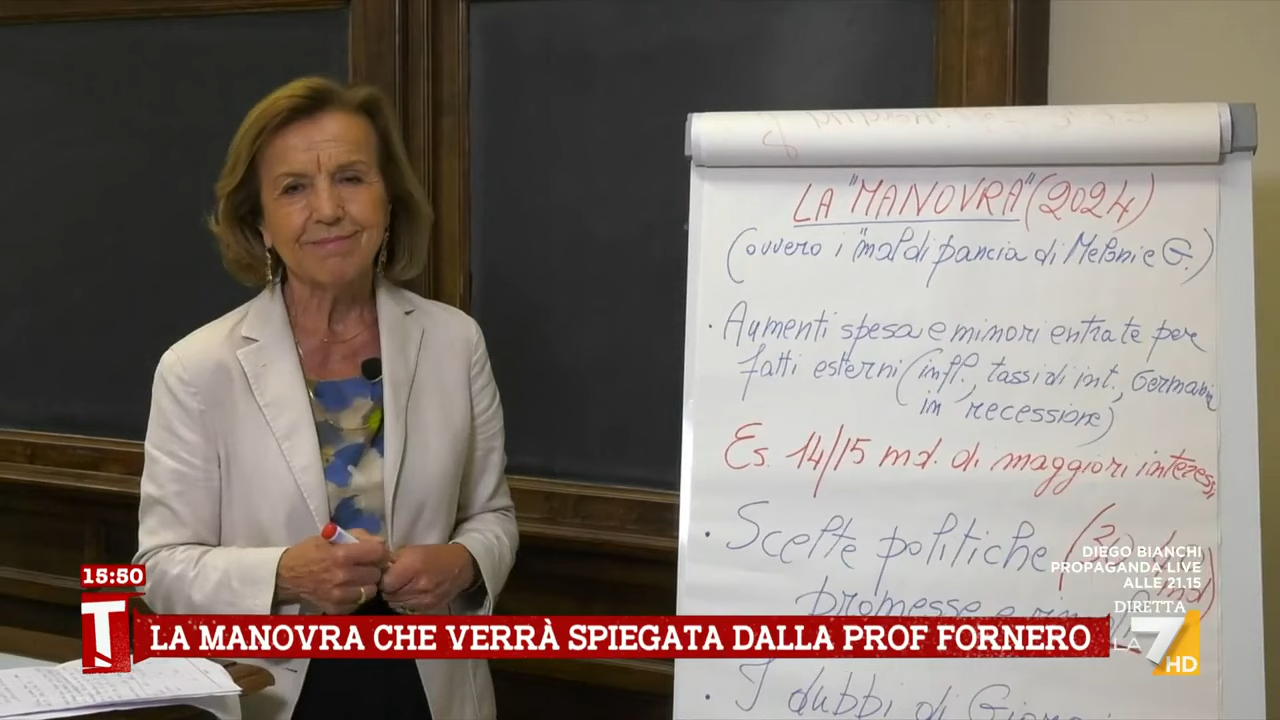 LA "MANOVRA" (2024)
(ovvero i "mal di pancia di Meloni e G.)
· Aumenti spesa e minori entrate per
fatti esterni (infl., tassi di int., Germania
in recessione)
Es. 14/15 md. di maggiori interessi
· Scelte politiche
promesse e
· I dubbi di
DIEGO BIANCHI
PROPAGANDA LIVE
ALLE 21.15
DIRETTA
LA 7 HD
15:50
T
LA MANOVRA CHE VERRÀ SPIEGATA DALLA PROF FORNERO